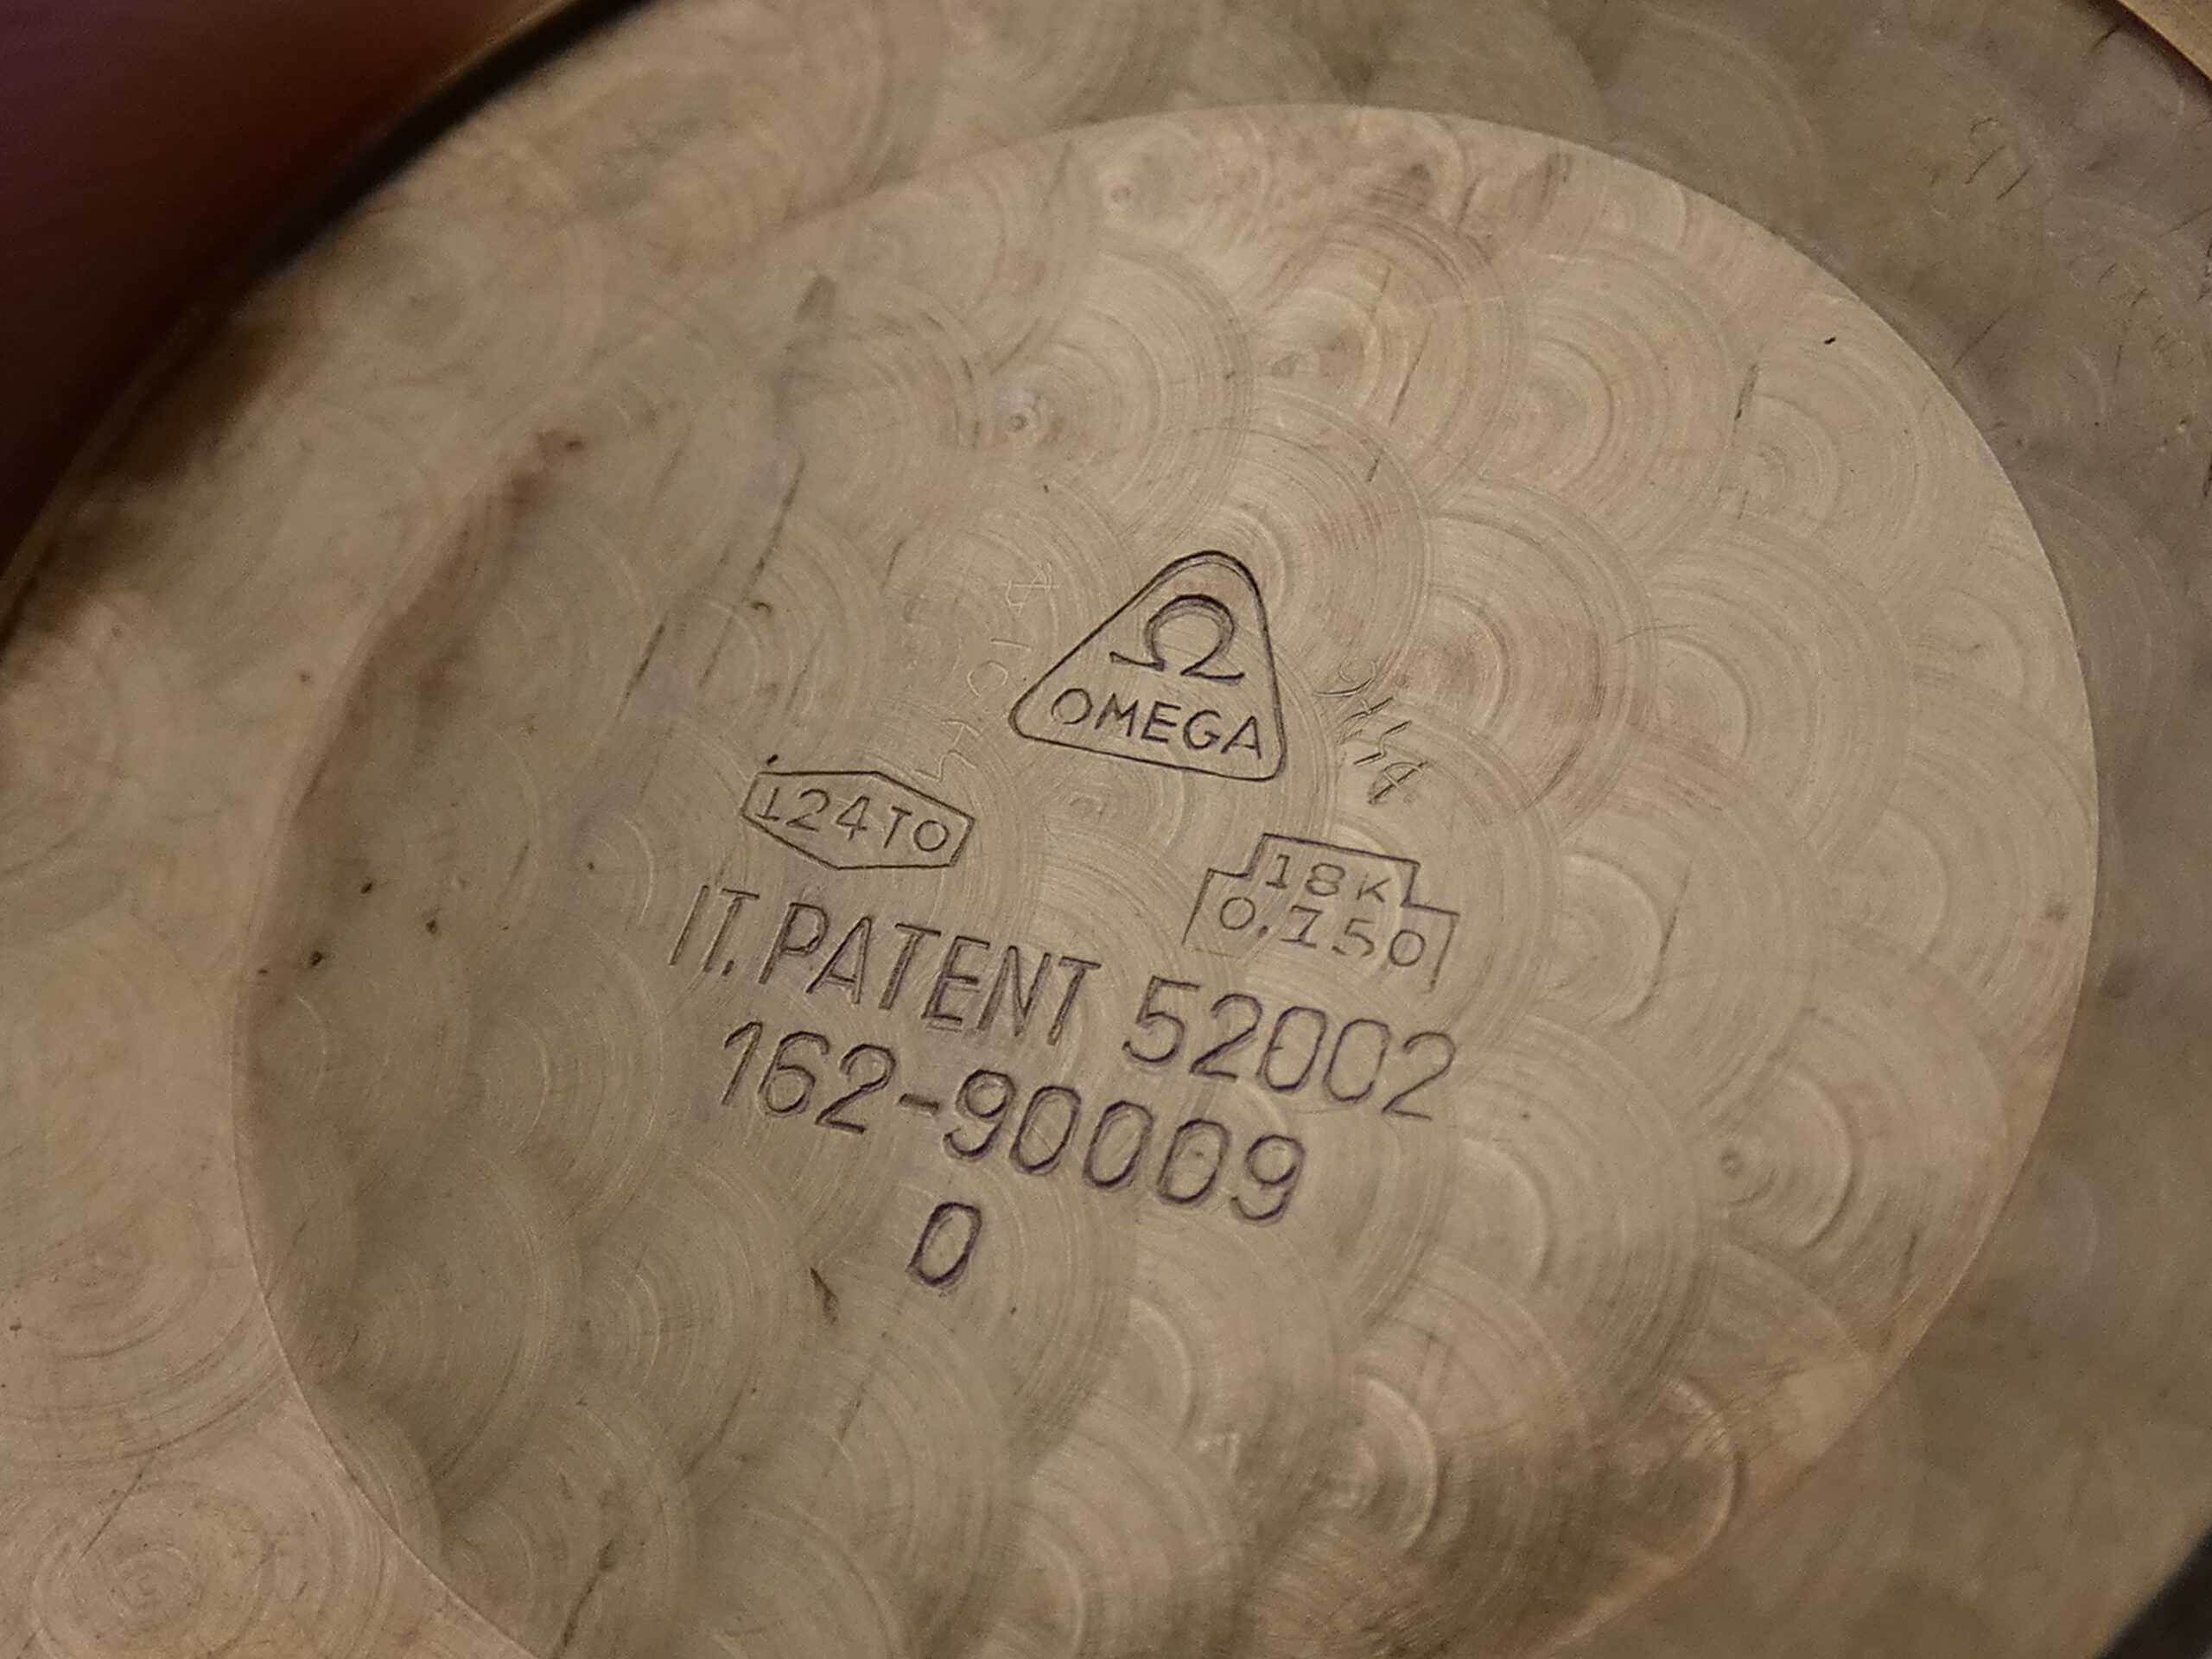 Ω
OMEGA
124TO
18K
0,750
IT. PATENT 52002
162-90009
0